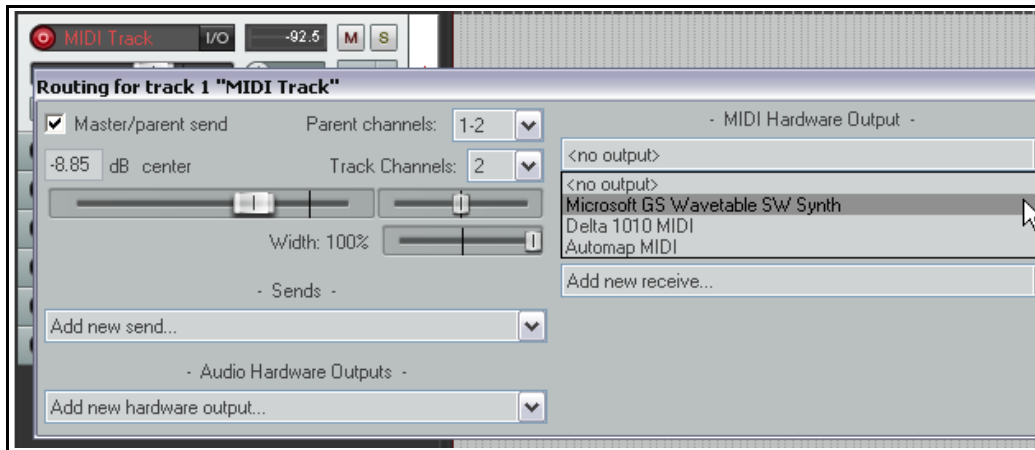 MIDI Track I/O -92.5 M S
Routing for track 1 "MIDI Track"
Master/parent send Parent channels: 1-2
-8.85 dB center Track Channels: 2
Width: 100%
- Sends -
Add new send...
- Audio Hardware Outputs -
Add new hardware output...
- MIDI Hardware Output -
<no output>
<no output>
Microsoft GS Wavetable SW Synth
Delta 1010 MIDI
Automap MIDI
Add new receive...